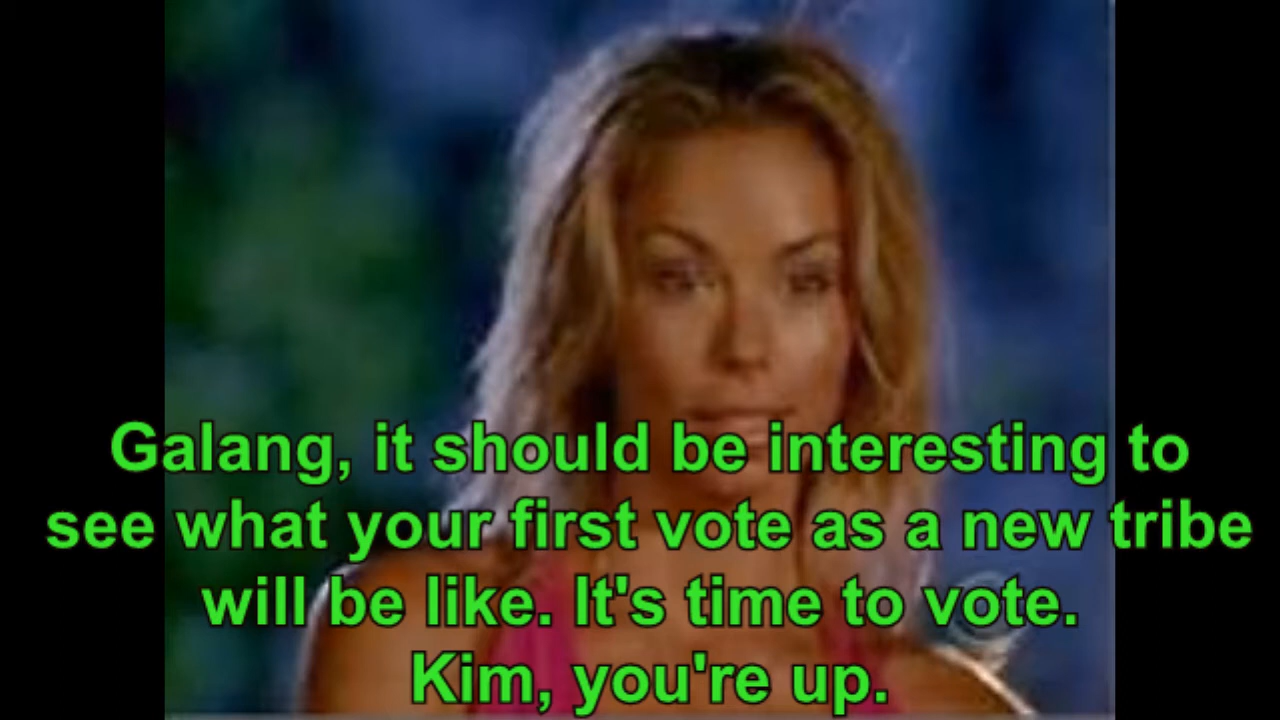 Galang, it should be interesting to
see what your first vote as a new tribe
will be like. It's time to vote.
Kim, you're up.